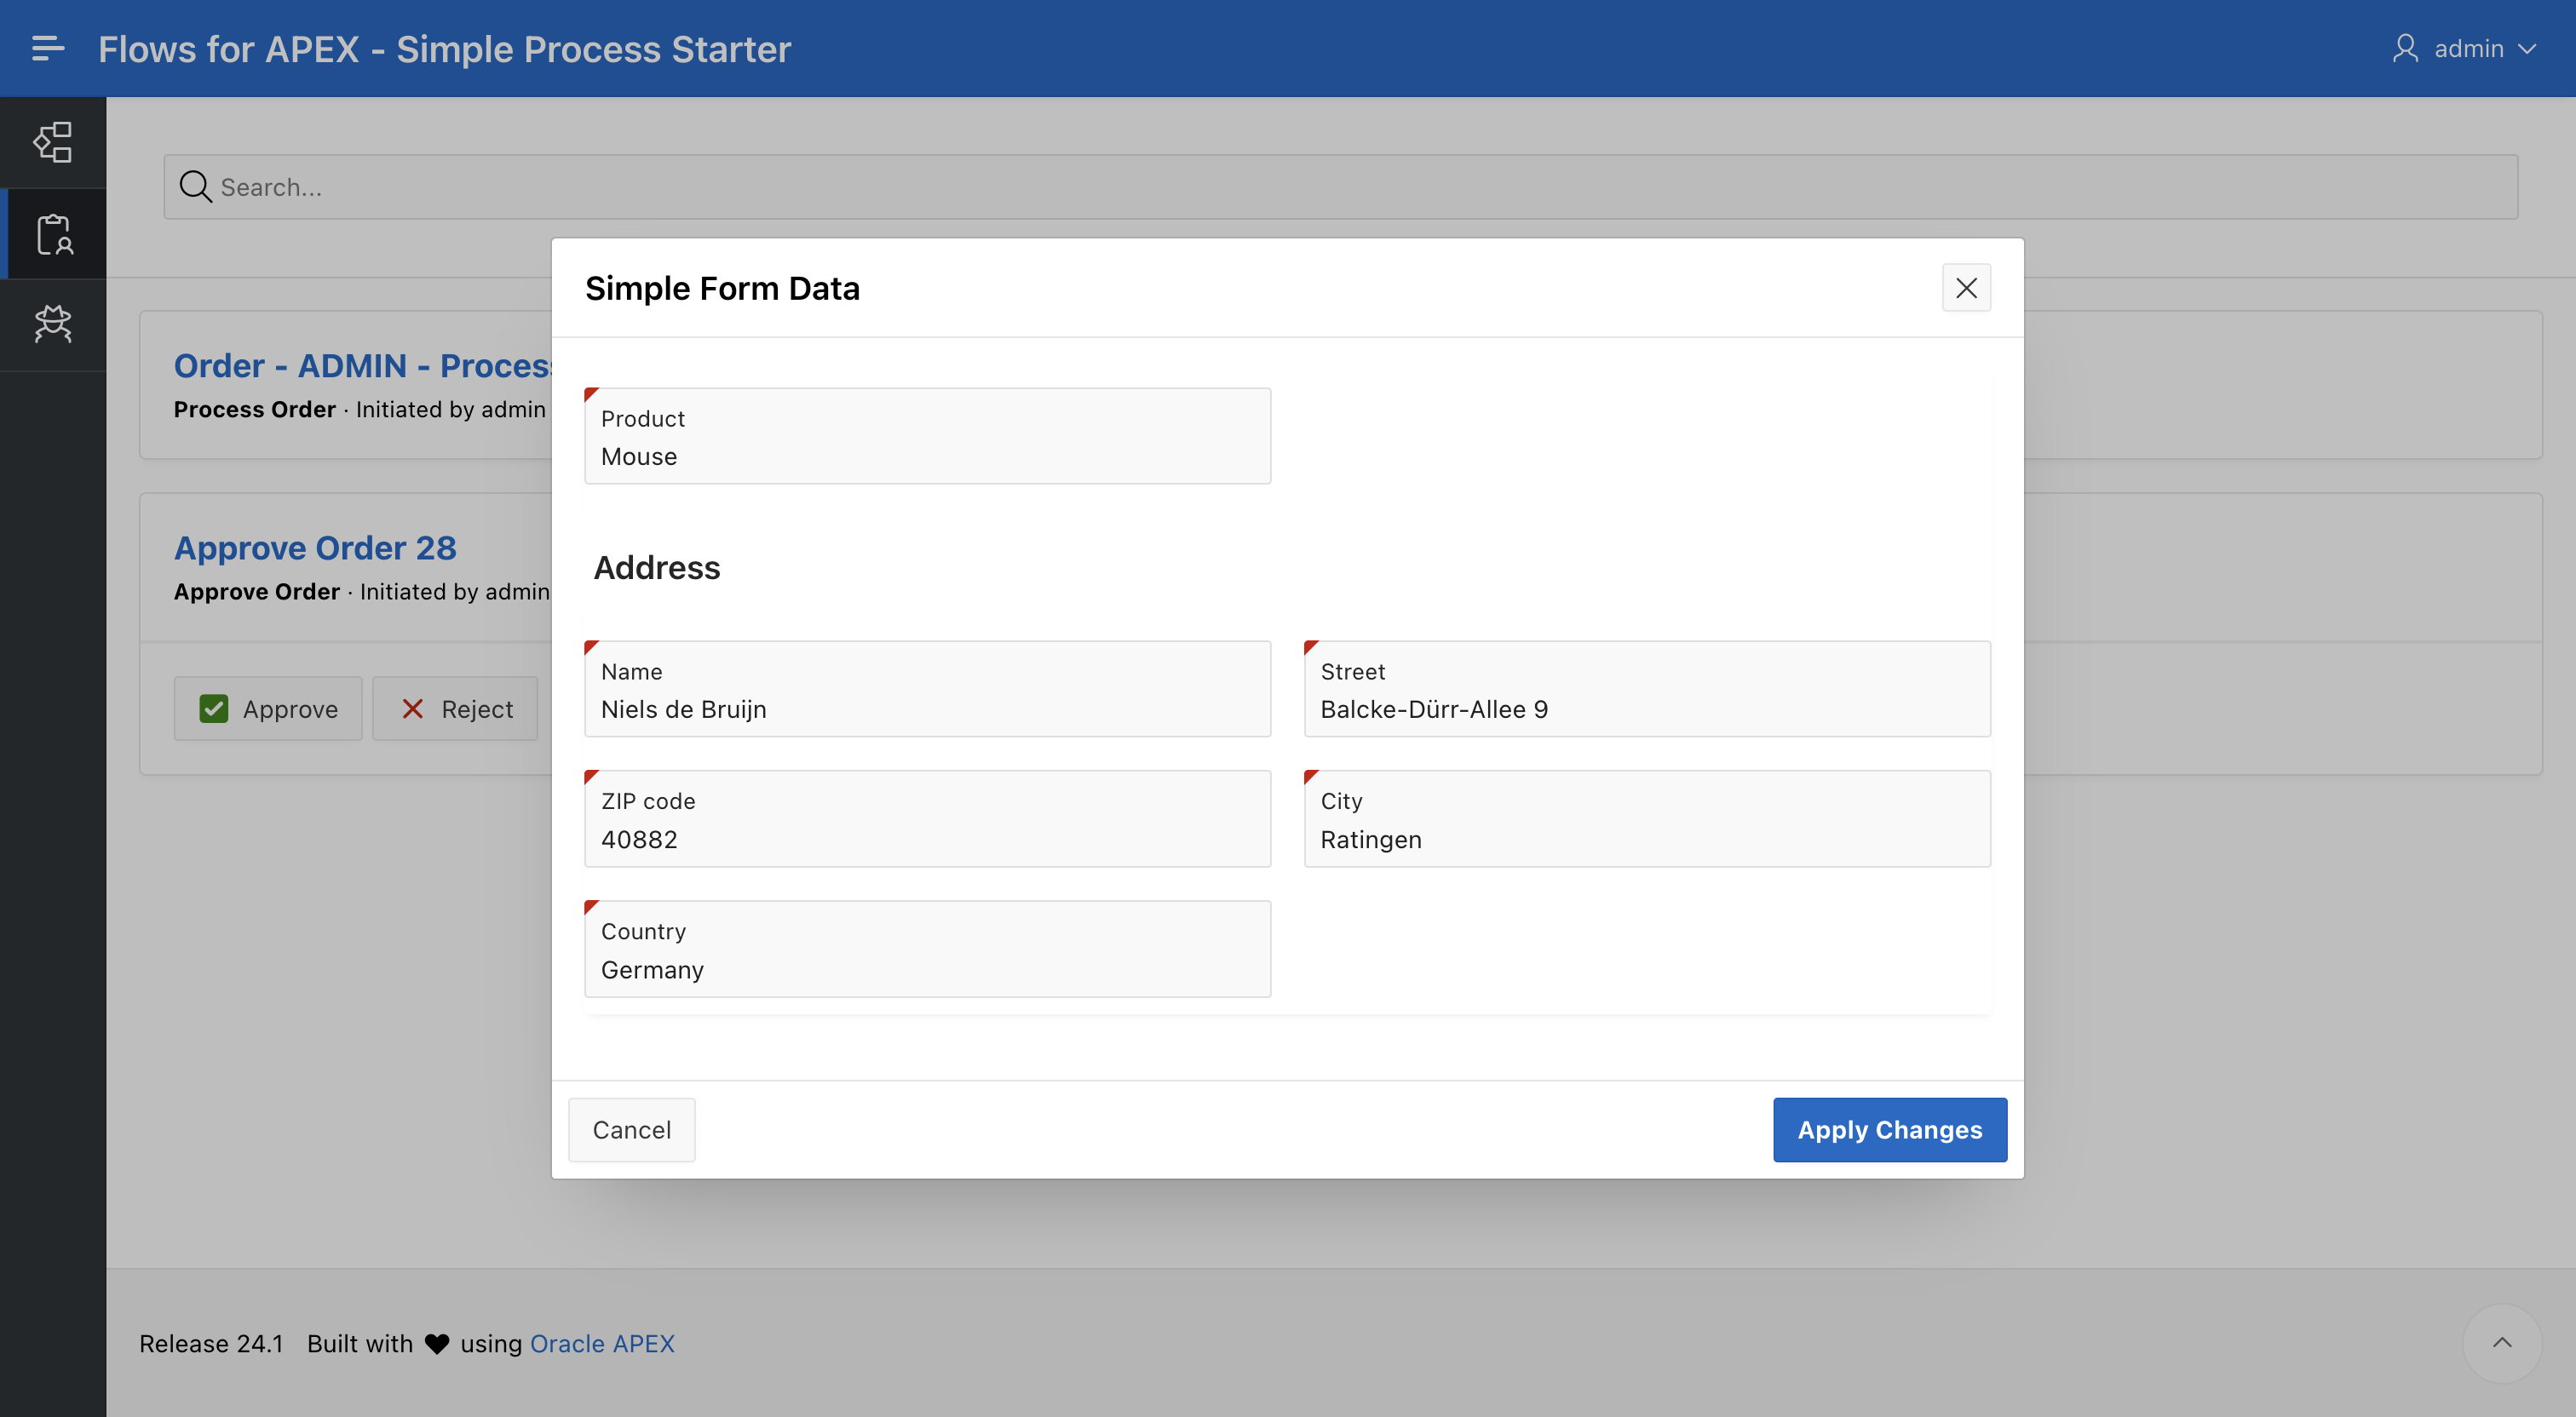 Flows for APEX - Simple Process Starter
admin
Search...
Simple Form Data
Order - ADMIN - Process
Process Order · Initiated by admin
Product
Mouse
Approve Order 28
Approve Order · Initiated by admin
Approve
Reject
Address
Name
Niels de Bruijn
Street
Balcke-Dürr-Allee 9
ZIP code
40882
City
Ratingen
Country
Germany
Cancel
Apply Changes
Release 24.1 Built with ♥ using Oracle APEX